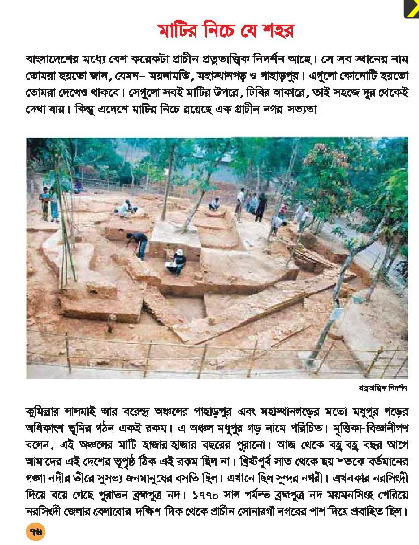 মাটির নিচে যে শহর
বাংলাদেশের মধ্যে বেশ কয়েকটা প্রাচীন প্রত্নতাত্ত্বিক নিদর্শন আছে। সে সব স্থানের নাম
তোমরা হয়তো জান, যেমন– ময়নামতি, মহাস্থানগড় ও পাহাড়পুর। এগুলো কোনোটি হয়তো
তোমরা দেখেও থাকবে। সেগুলো সবই মাটির উপরে, ঢিবির আকারে, তাই সহজে দূর থেকেই
দেখা যায়। কিন্তু এদেশে মাটির নিচে রয়েছে এক প্রাচীন নগর সভ্যতা
প্রত্নতাত্ত্বিক নিদর্শন
কুমিল্লার লালমাই আর বরেন্দ্র অঞ্চলের পাহাড়পুর এবং মহাস্থানগড়ের মতো মধুপুর গড়ের
অধিকাংশ ভূমির গঠন একই রকম। এ অঞ্চল মধুপুর গড় নামে পরিচিত। মৃত্তিকা-বিজ্ঞানীগণ
বলেন, এই অঞ্চলের মাটি হাজার হাজার বছরের পুরানো। আজ থেকে বহু বহু বছর আগে
আমাদের এই দেশের ভূপৃষ্ঠ ঠিক এই রকম ছিল না। খ্রিষ্টপূর্ব সাত থেকে ছয় শতকে বর্তমানের
গঙ্গা নদীর তীরে সুসভ্য জনমানুষের বসতি ছিল। এখানে ছিল সুন্দর নগরী। এখনকার নরসিংদী
দিয়ে বয়ে গেছে পুরাতন ব্রহ্মপুত্র নদ। ১৭৭০ সাল পর্যন্ত ব্রহ্মপুত্র নদ ময়মনসিংহ পেরিয়ে
নরসিংদী জেলার বেলাবোর দক্ষিণ দিক থেকে প্রাচীন সোনারগাঁ নগরের পাশ দিয়ে প্রবাহিত ছিল।
৭৬